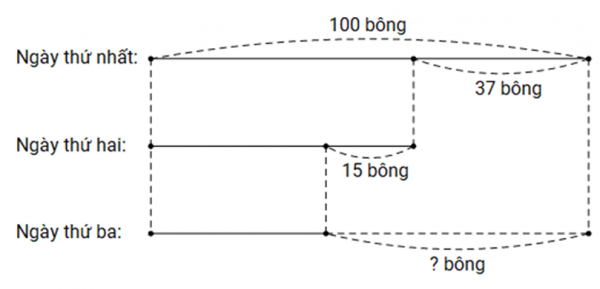 100 bông
Ngày thứ nhất:
37 bông
Ngày thứ hai:
15 bông
Ngày thứ ba:
? bông